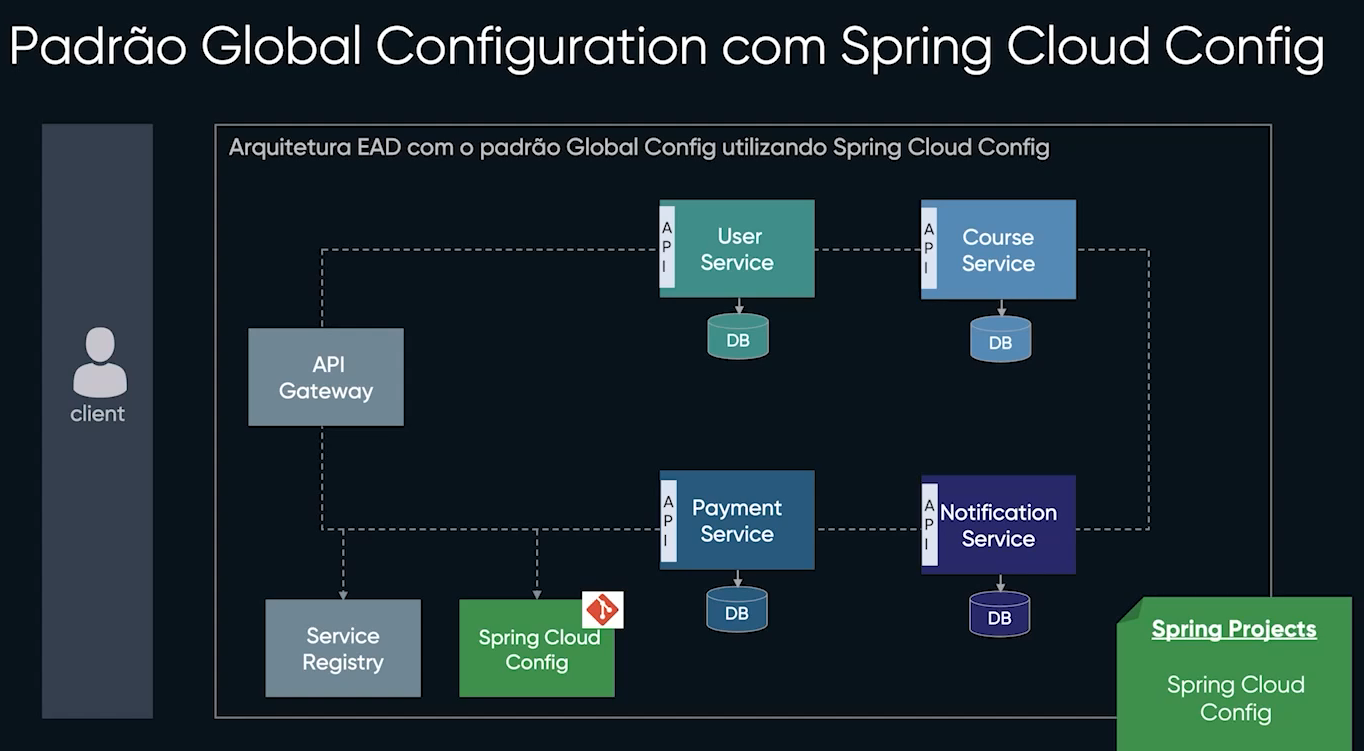 Padrão Global Configuration com Spring Cloud Config
Arquitetura EAD com o padrão Global Config utilizando Spring Cloud Config
client
API
Gateway
API
User
Service
DB
API
Course
Service
DB
API
Payment
Service
DB
API
Notification
Service
DB
Service
Registry
Spring Cloud
Config
Spring Projects
Spring Cloud
Config